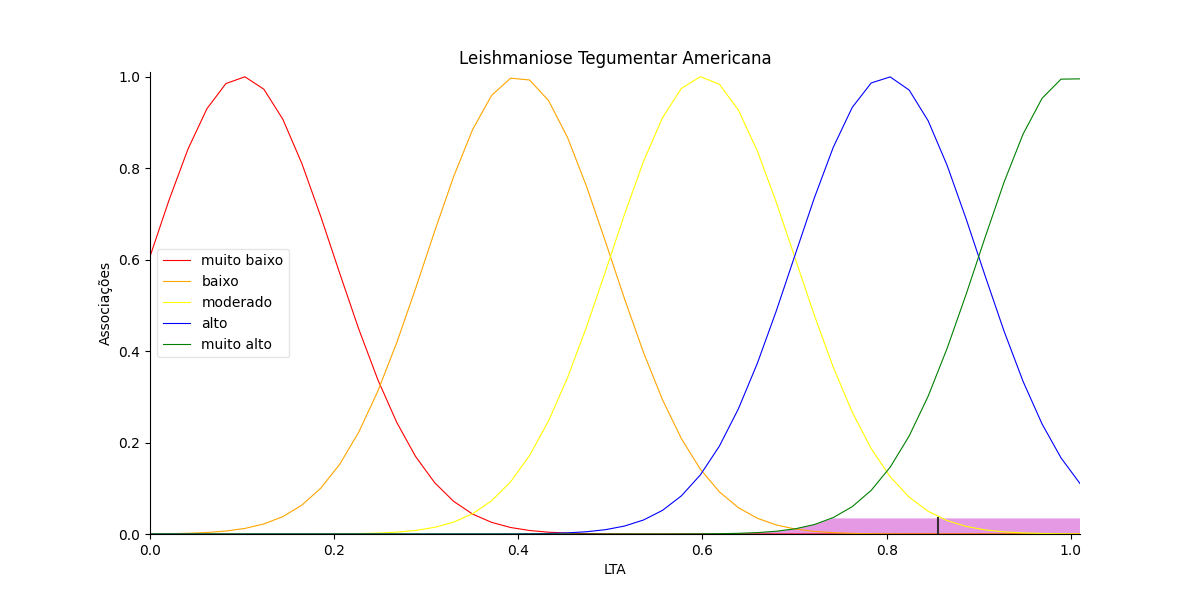 Leishmaniose Tegumentar Americana
1.0
0.8
0.6
0.4
0.2
0.0
Associações
muito baixo
baixo
moderado
alto
muito alto
0.0 0.2 0.4 0.6 0.8 1.0
LTA